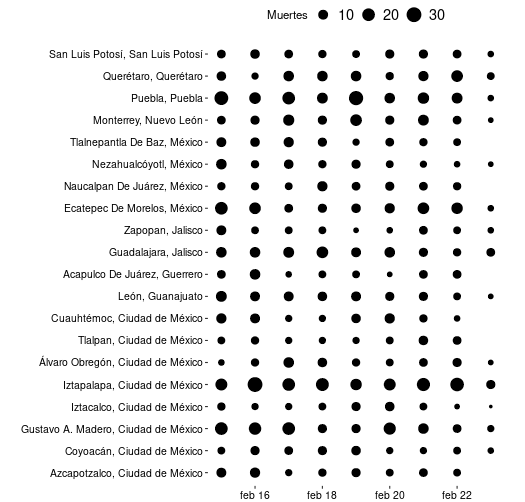 Muertes 10 20 30
San Luis Potosí, San Luis Potosí
Querétaro, Querétaro
Puebla, Puebla
Monterrey, Nuevo León
Tlalnepantla De Baz, México
Nezahualcóyotl, México
Naucalpan De Juárez, México
Ecatepec De Morelos, México
Zapopan, Jalisco
Guadalajara, Jalisco
Acapulco De Juárez, Guerrero
León, Guanajuato
Cuauhtémoc, Ciudad de México
Tlalpan, Ciudad de México
Álvaro Obregón, Ciudad de México
Iztapalapa, Ciudad de México
Iztacalco, Ciudad de México
Gustavo A. Madero, Ciudad de México
Coyoacán, Ciudad de México
Azcapotzalco, Ciudad de México
feb 16 feb 18 feb 20 feb 22